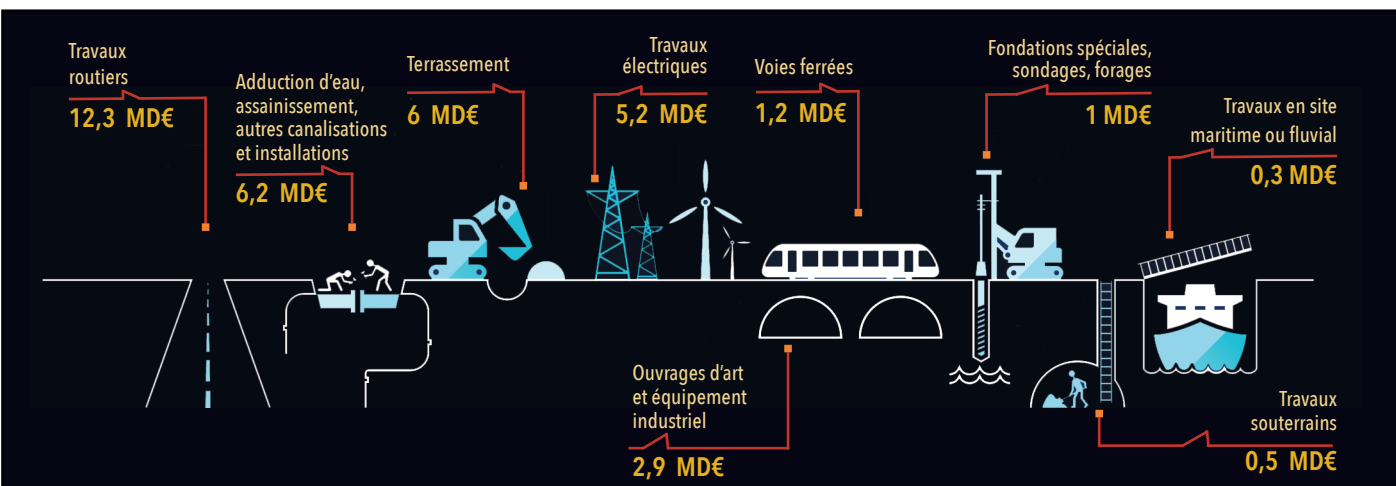 Travaux
routiers
12,3 MD€
Adduction d'eau,
assainissement,
autres canalisations
et installations
6,2 MD€
Terrassement
6 MD€
Travaux
électriques
5,2 MD€
Voies ferrées
1,2 MD€
Fondations spéciales,
sondages, forages
1 MD€
Travaux en site
maritime ou fluvial
0,3 MD€
Ouvrages d'art
et équipement
industriel
2,9 MD€
Travaux
souterrains
0,5 MD€